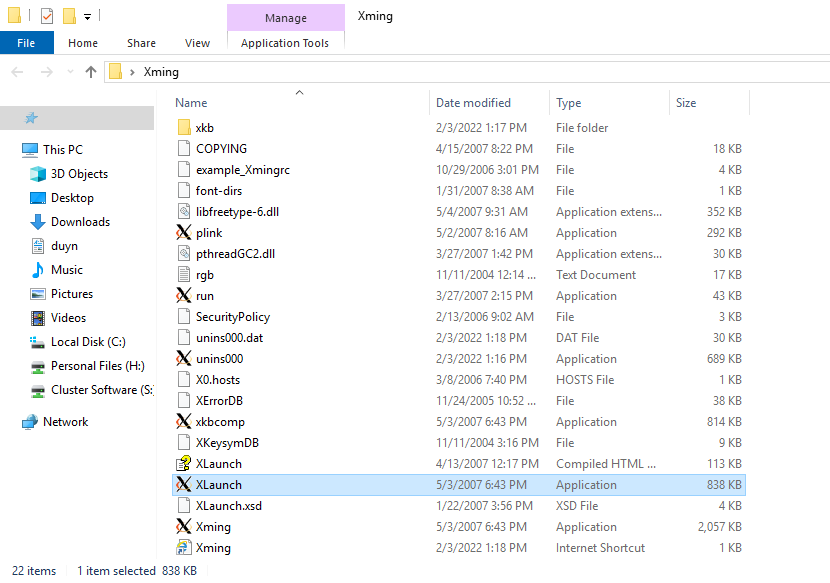 Manage Xming
File Home Share View Application Tools
Xming
Name Date modified Type Size
This PC
3D Objects
Desktop
Downloads
duyn
Music
Pictures
Videos
Local Disk (C:)
Personal Files (H:)
Cluster Software (S:
Network
xkb 2/3/2022 1:17 PM File folder
COPYING 4/15/2007 8:22 PM File 18 KB
example_Xmingrc 10/29/2006 3:01 PM File 4 KB
font-dirs 1/31/2007 8:38 AM File 1 KB
libfreetype-6.dll 5/4/2007 9:31 AM Application extens... 352 KB
plink 5/2/2007 8:16 AM Application 292 KB
pthreadGC2.dll 3/27/2007 1:42 PM Application extens... 30 KB
rgb 11/11/2004 12:14 ... Text Document 17 KB
run 3/27/2007 2:15 PM Application 43 KB
SecurityPolicy 2/13/2006 9:02 AM File 3 KB
unins000.dat 2/3/2022 1:18 PM DAT File 30 KB
unins000 2/3/2022 1:16 PM Application 689 KB
X0.hosts 3/8/2006 7:40 PM HOSTS File 1 KB
XErrorDB 11/24/2005 10:52 ... File 38 KB
xkbcomp 5/3/2007 6:43 PM Application 814 KB
XKeysymDB 11/11/2004 3:16 PM File 9 KB
XLaunch 4/13/2007 12:17 PM Compiled HTML ... 113 KB
XLaunch 5/3/2007 6:43 PM Application 838 KB
XLaunch.xsd 1/22/2007 3:56 PM XSD File 4 KB
Xming 5/3/2007 6:43 PM Application 2,057 KB
Xming 2/3/2022 1:18 PM Internet Shortcut 1 KB
22 items 1 item selected 838 KB